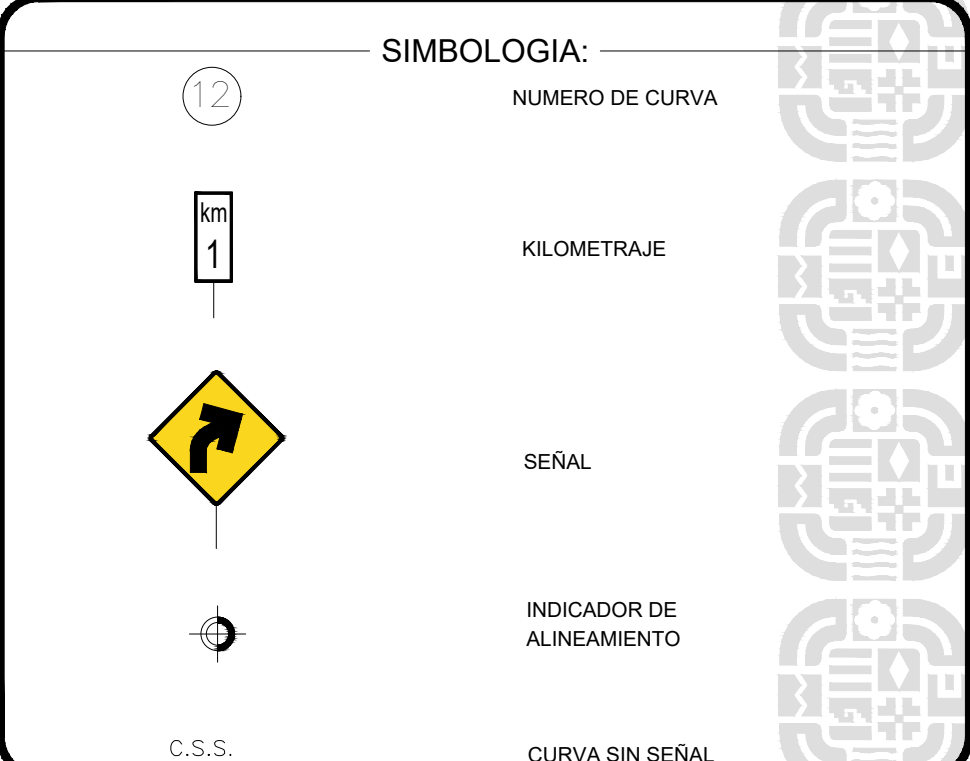 SIMBOLOGIA:
12
NUMERO DE CURVA
km
1
KILOMETRAJE
SEÑAL
INDICADOR DE
ALINEAMIENTO
C.S.S.
CURVA SIN SEÑAL